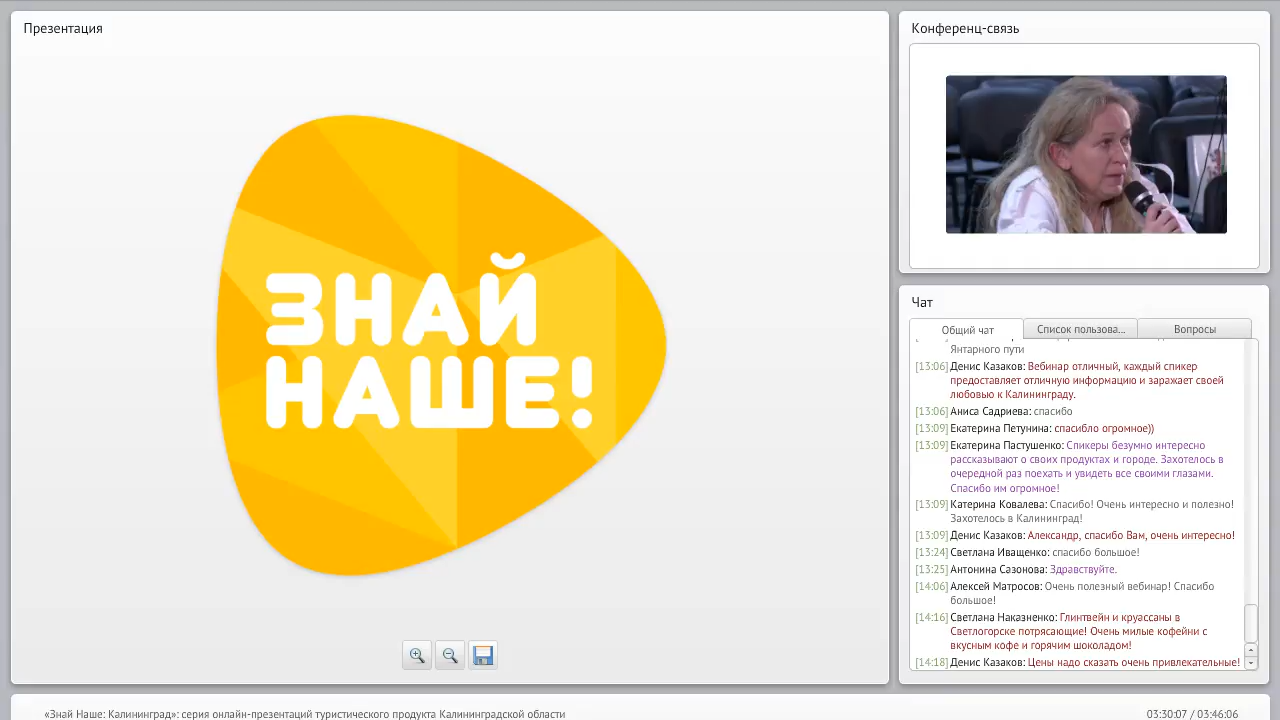 Презентация
ЗНАЙ
НАШЕ!
Конференц-связь
Чат
Общий чат
Список пользова...
Вопросы
Янтарного пути
[13:06] Денис Казаков: Вебинар отличный, каждый спикер
предоставляет отличную информацию и заражает своей
любовью к Калининграду.
[13:06] Аниса Садриева: спасибо
[13:09] Екатерина Петунина: спасибло огромное))
[13:09] Екатерина Пастушенко: Спикеры безумно интересно
рассказывают о своих продуктах и городе. Захотелось в
очередной раз поехать и увидеть все своими глазами.
Спасибо им огромное!
[13:09] Катерина Ковалева: Спасибо! Очень интересно и полезно!
Захотелось в Калининград!
[13:09] Денис Казаков: Александр, спасибо Вам, очень интересно!
[13:24] Светлана Иващенко: спасибо большое!
[13:25] Антонина Сазонова: Здравствуйте.
[14:06] Алексей Матросов: Очень полезный вебинар! Спасибо
большое!
[14:16] Светлана Наказненко: Глинтвейн и круассаны в
Светлогорске потрясающие! Очень милые кофейни с
вкусным кофе и горячим шоколадом!
[14:18] Денис Казаков: Цены надо сказать очень привлекательные!
«Знай Наше: Калининград»: серия онлайн-презентаций туристического продукта Калининградской области
03:30:07 / 03:46:06